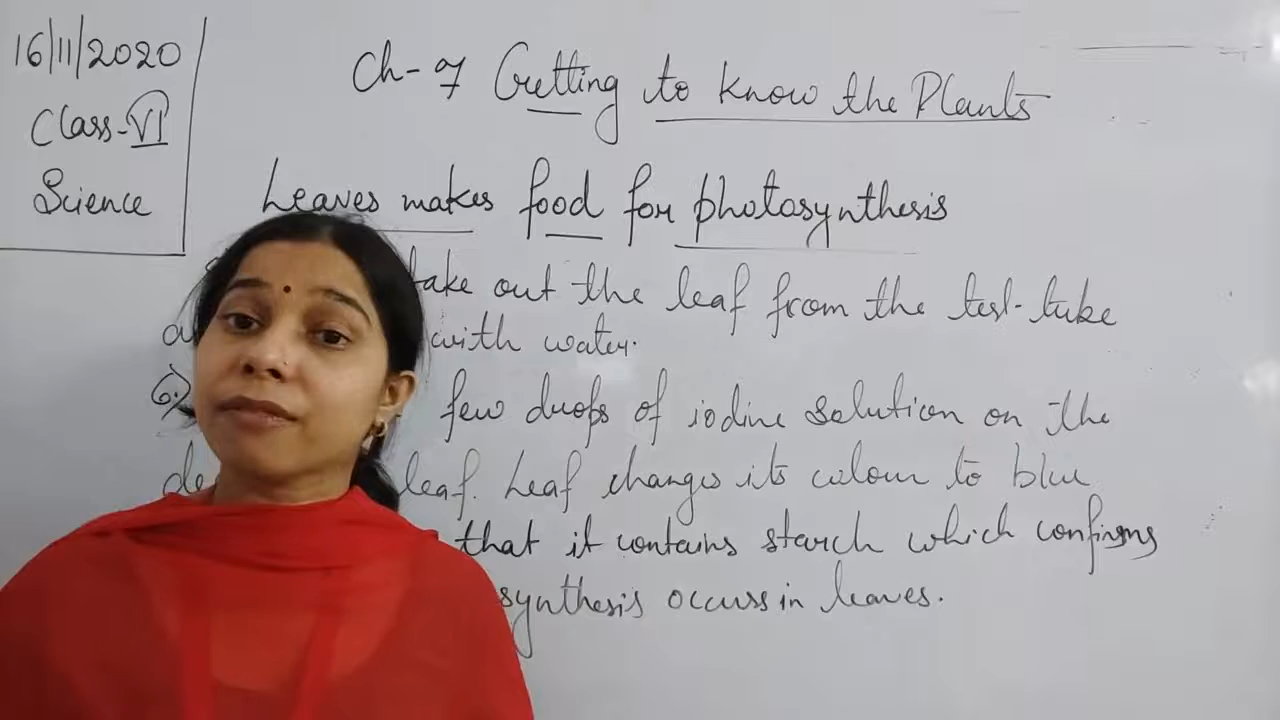 16/11/2020
Class-VI
Science
Ch-7 Getting to know the Plants
Leaves makes food for photosynthesis
take out the leaf from the test-tube
with water.
6.) few drops of iodine solution on the
leaf. Leaf changes its colour to blue
that it contains starch which confirms
synthesis occurs in leaves.